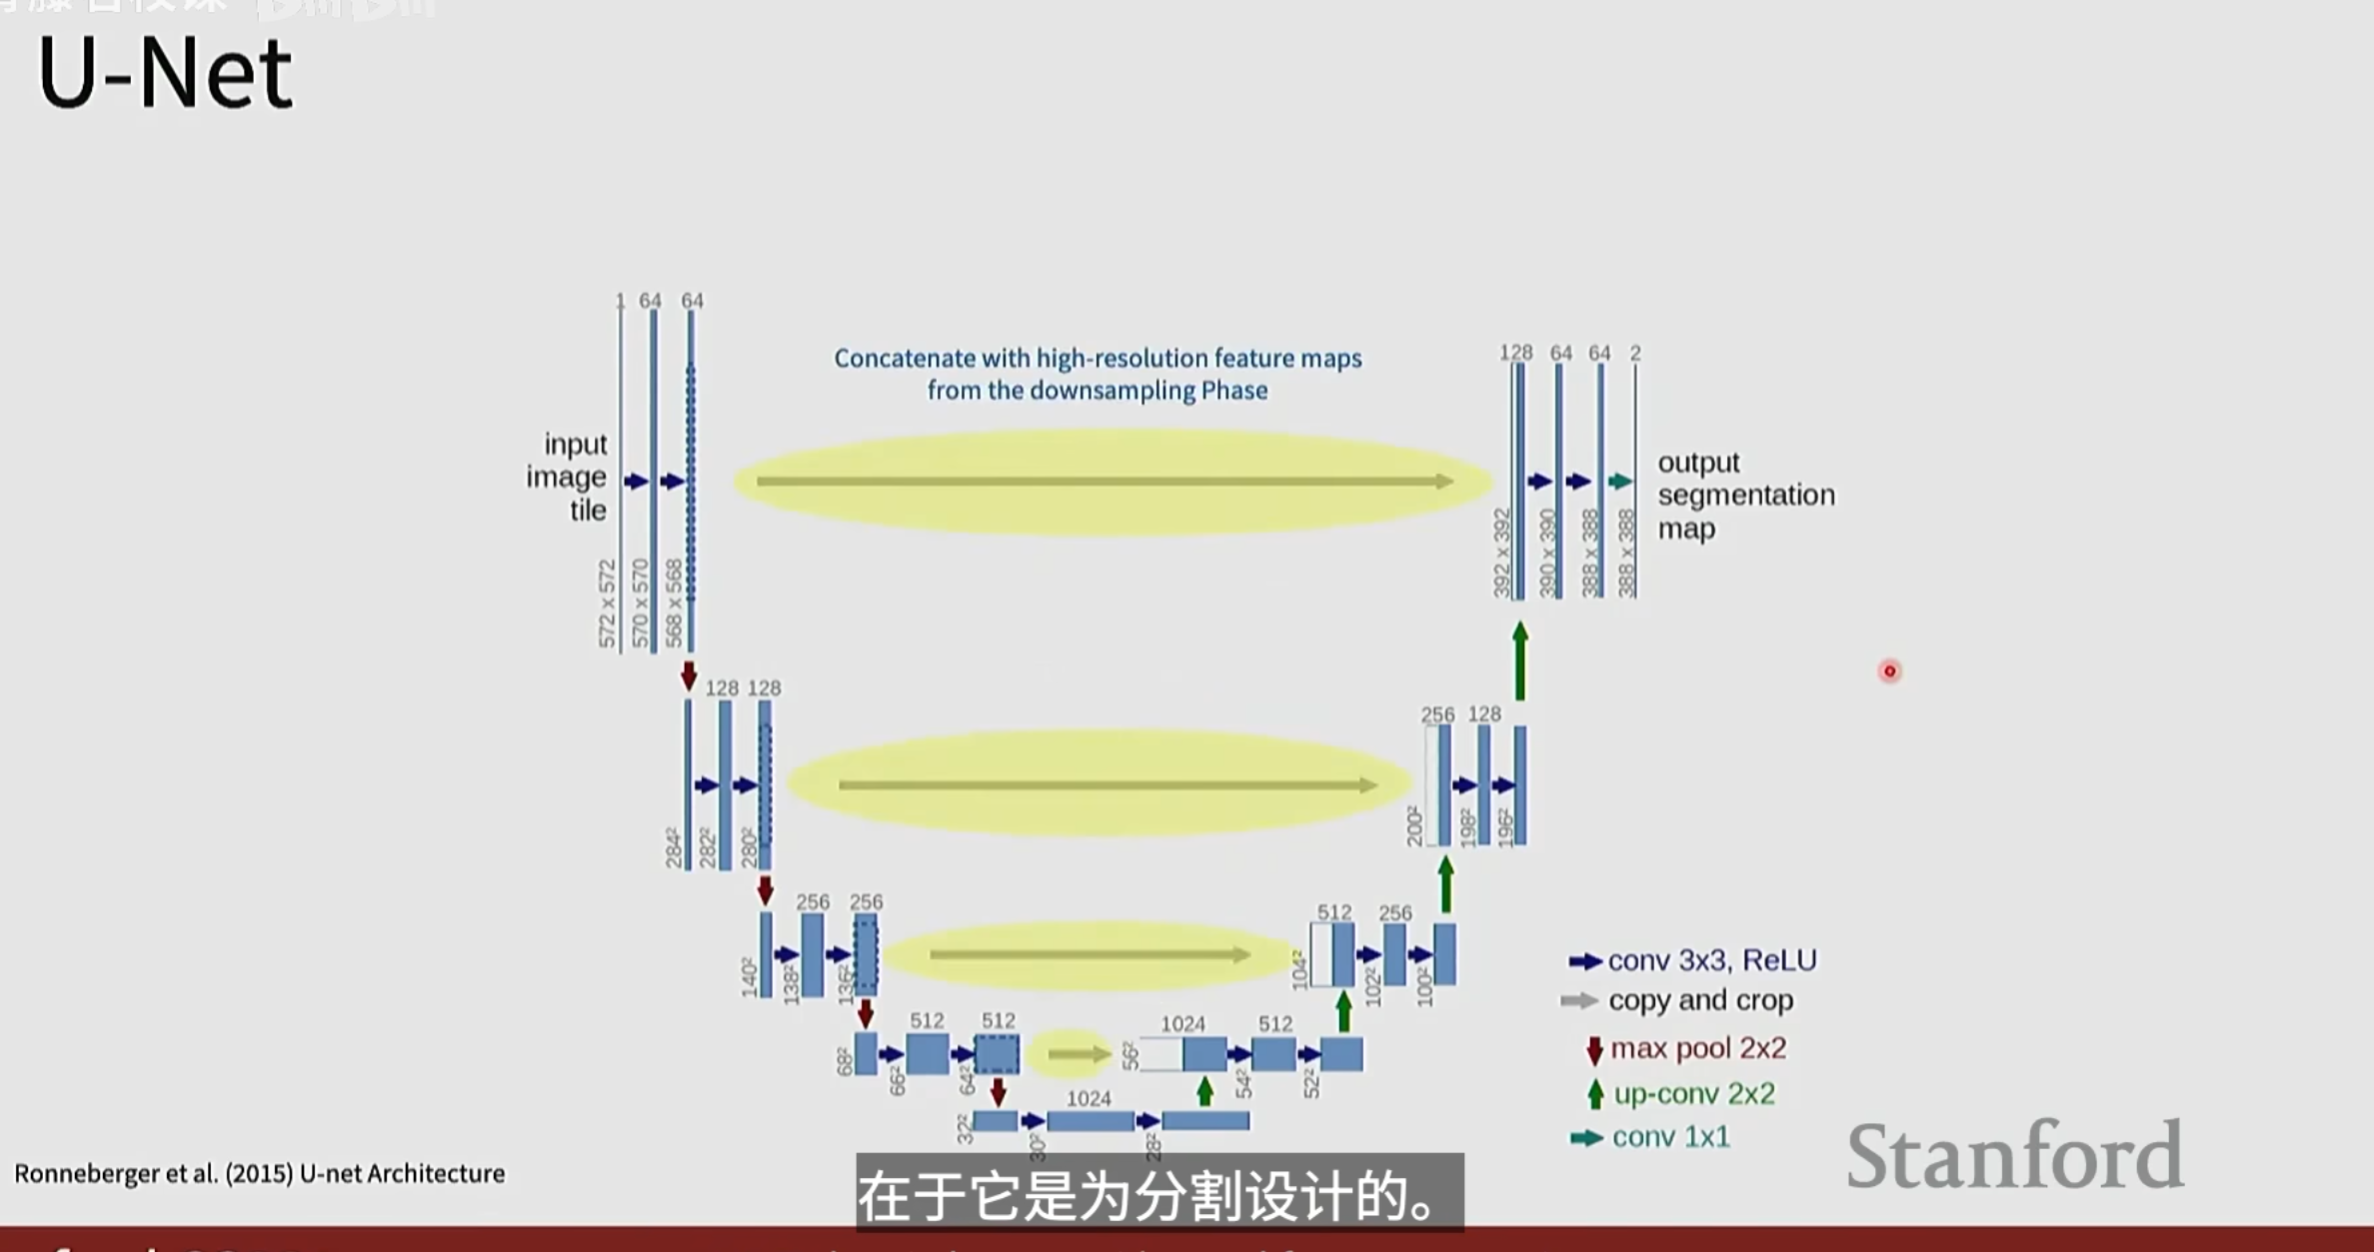 U-Net
1 64 64
Concatenate with high-resolution feature maps
from the downsampling Phase
128 64 64 2
input
image
tile
output
segmentation
map
572 x 572
570 x 570
568 x 568
392 x 392
390 x 390
388 x 388
388 x 388
128 128
256 128
284²
282²
280²
200²
198²
196²
256 256
512 256
140²
138²
136²
104²
102²
100²
512 512
1024 512
68²
66²
64²
56²
54²
52²
1024
32²
30²
28²
conv 3x3, ReLU
copy and crop
max pool 2x2
up-conv 2x2
conv 1x1
Stanford
Ronneberger et al. (2015) U-net Architecture
在于它是为分割设计的。